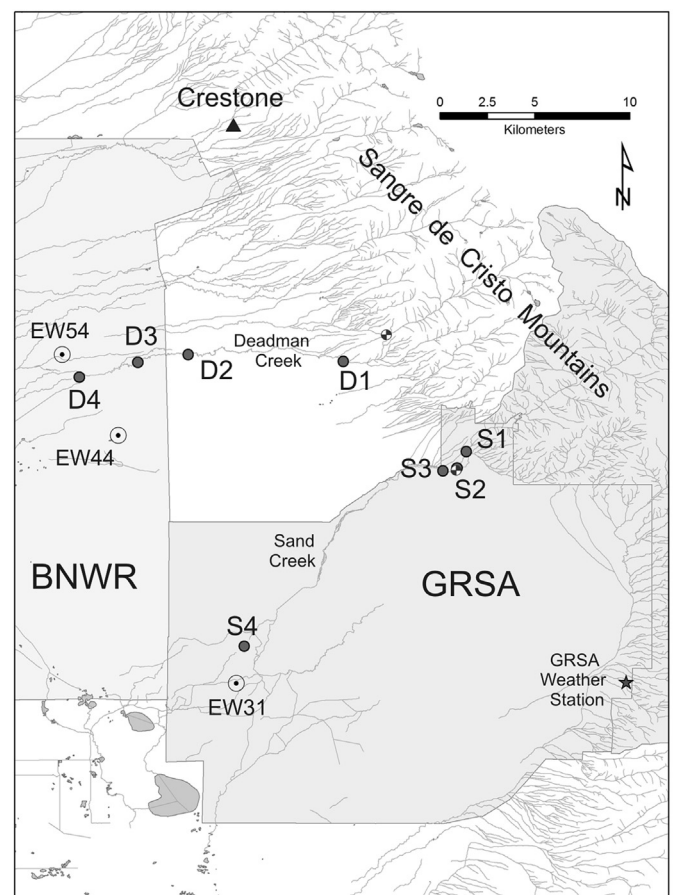 Crestone
0 2.5 5 10
Kilometers
N
Sangre de Cristo Mountains
EW54
D3
Deadman
Creek
D2
D1
D4
EW44
S1
S3
S2
Sand
Creek
BNWR
GRSA
S4
GRSA
Weather
Station
EW31